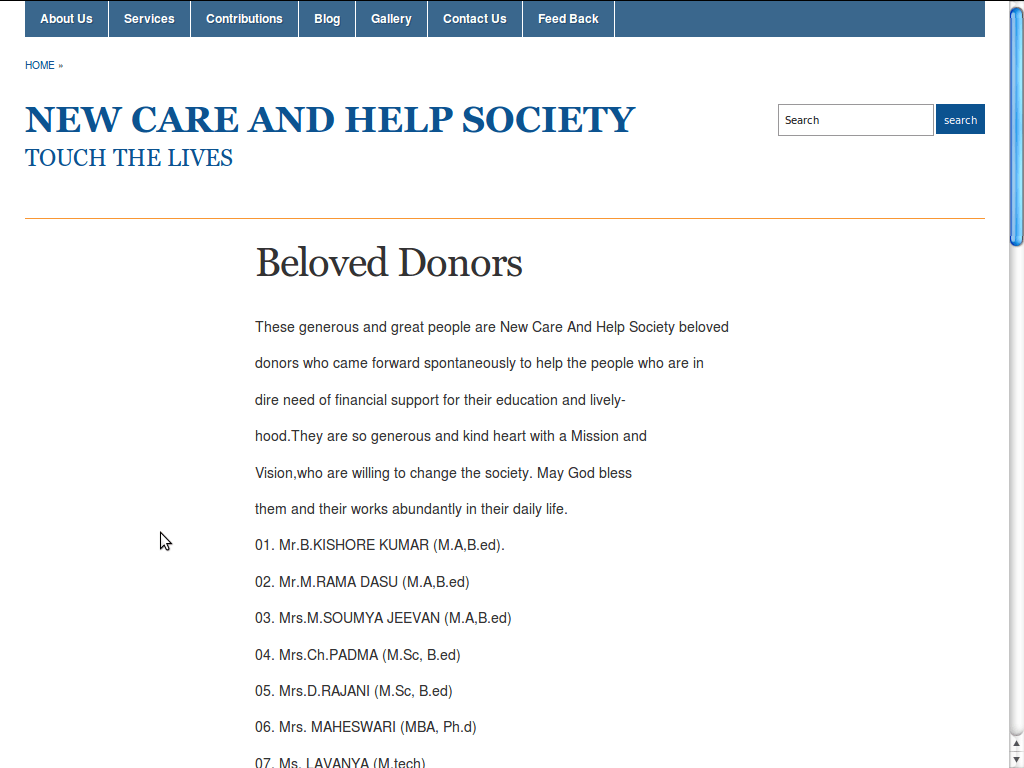 About Us Services Contributions Blog Gallery Contact Us Feed Back
HOME »
NEW CARE AND HELP SOCIETY
TOUCH THE LIVES
Search search
Beloved Donors
These generous and great people are New Care And Help Society beloved
donors who came forward spontaneously to help the people who are in
dire need of financial support for their education and lively-
hood.They are so generous and kind heart with a Mission and
Vision,who are willing to change the society. May God bless
them and their works abundantly in their daily life.
01. Mr.B.KISHORE KUMAR (M.A,B.ed).
02. Mr.M.RAMA DASU (M.A,B.ed)
03. Mrs.M.SOUMYA JEEVAN (M.A,B.ed)
04. Mrs.Ch.PADMA (M.Sc, B.ed)
05. Mrs.D.RAJANI (M.Sc, B.ed)
06. Mrs. MAHESWARI (MBA, Ph.d)
07. Ms. LAVANYA (M.tech)